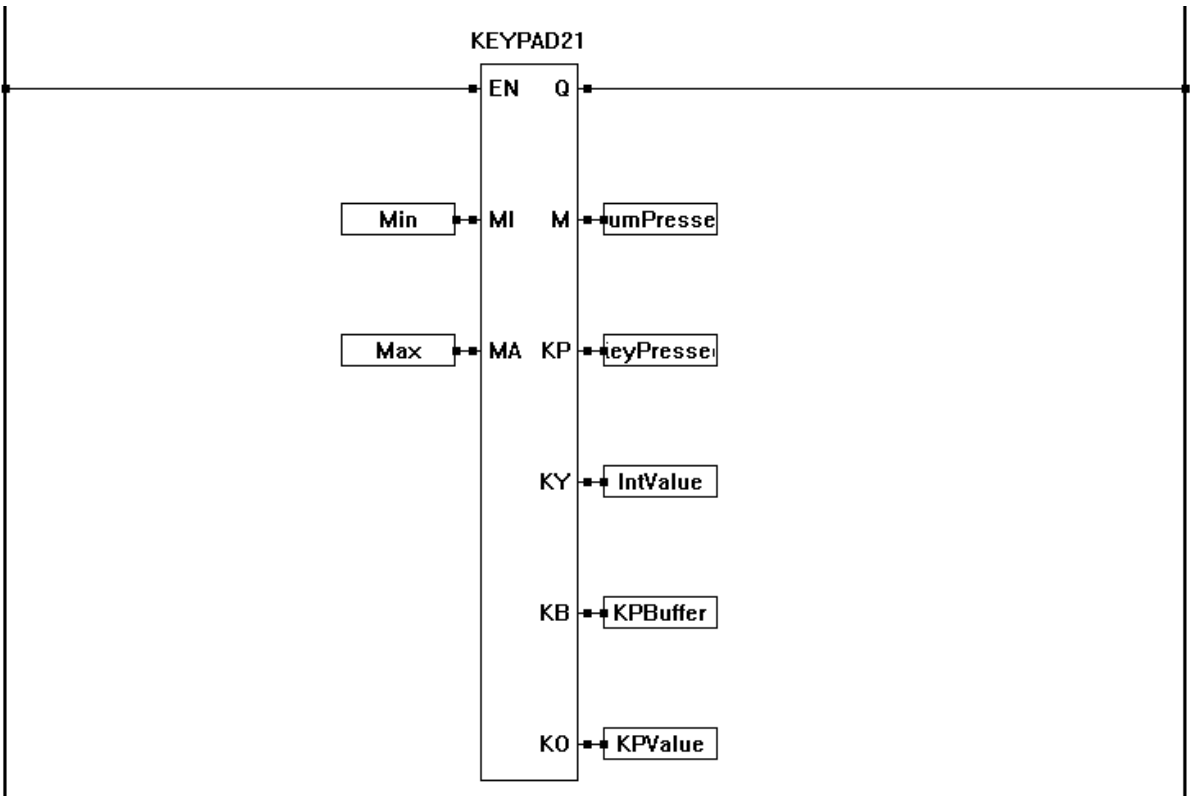 KEYPAD21
EN Q
Min MI M umPresse
Max MA KP eyPresse
KY IntValue
KB KPBuffer
KO KPValue